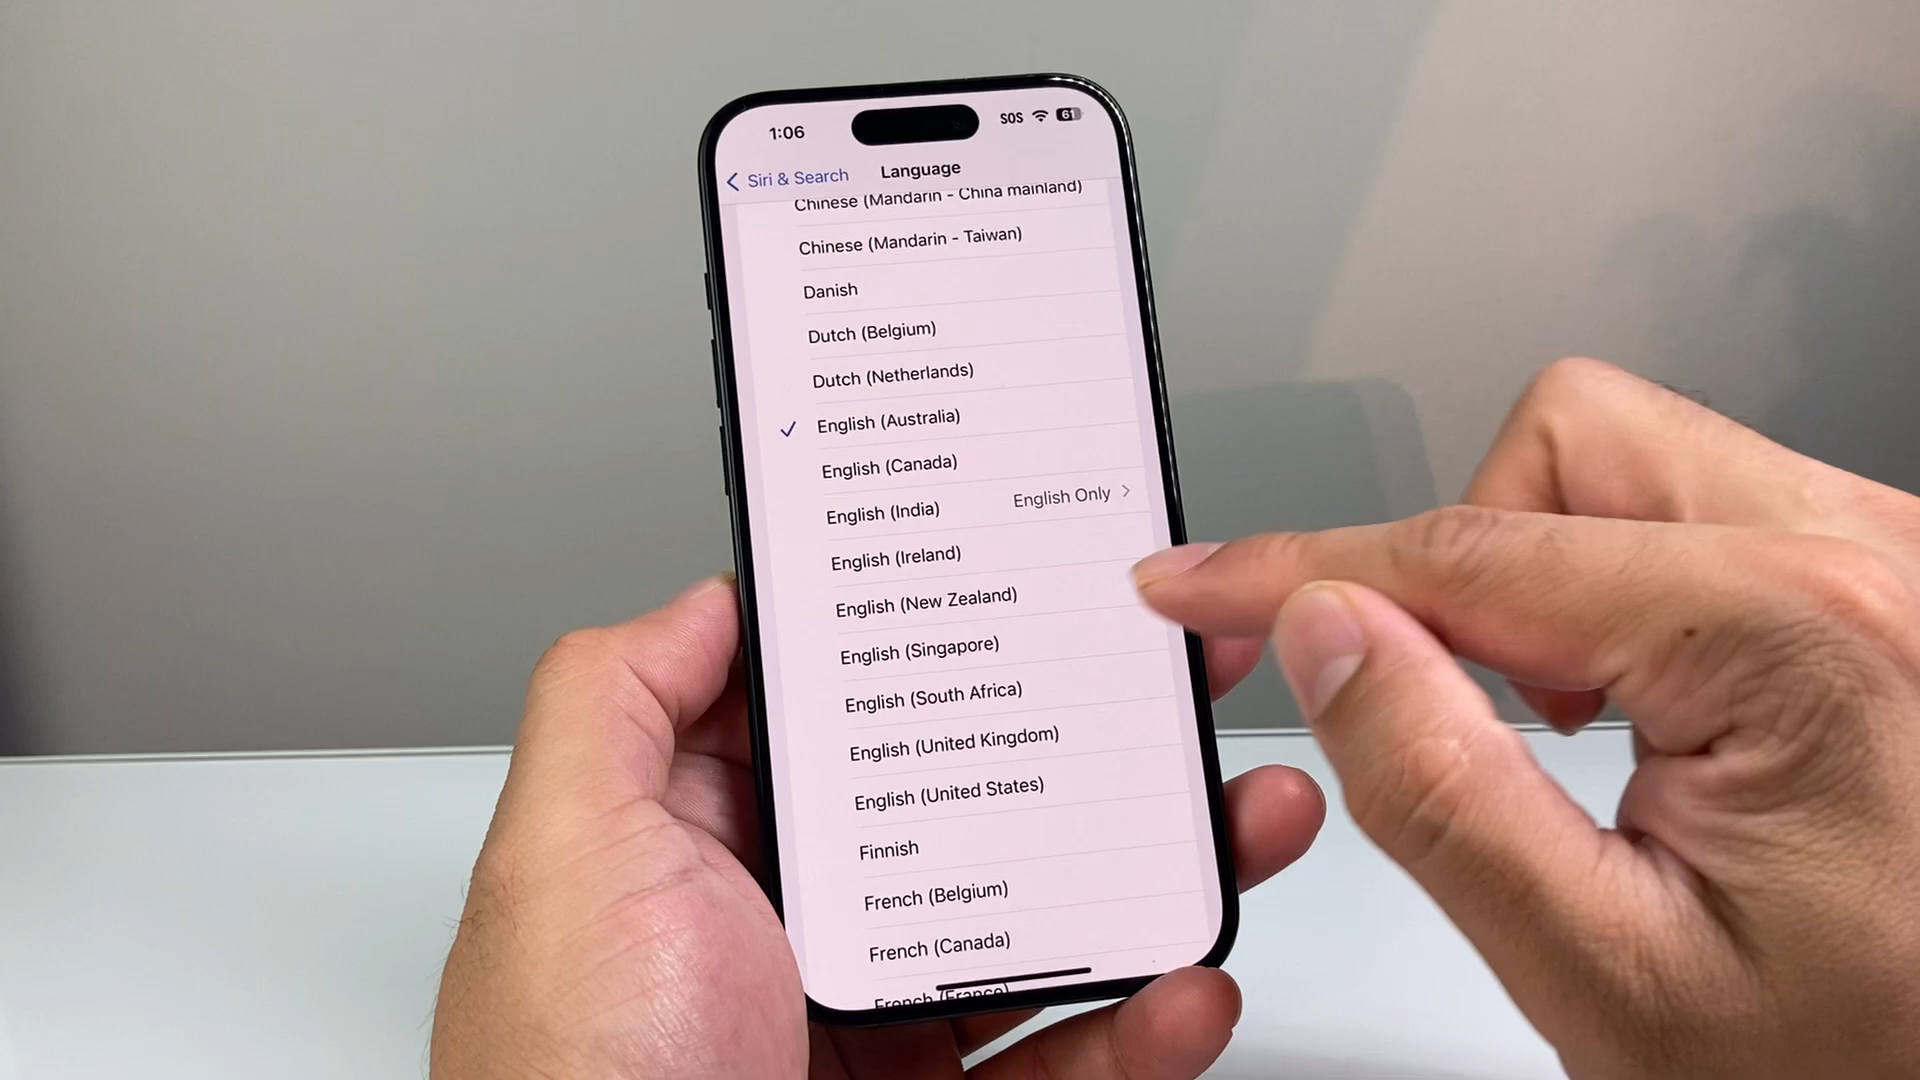 1:06
SOS 61
Siri & Search Language
Chinese (Mandarin - China mainland)
Chinese (Mandarin - Taiwan)
Danish
Dutch (Belgium)
Dutch (Netherlands)
English (Australia)
English (Canada)
English (India) English Only
English (Ireland)
English (New Zealand)
English (Singapore)
English (South Africa)
English (United Kingdom)
English (United States)
Finnish
French (Belgium)
French (Canada)
French (France)